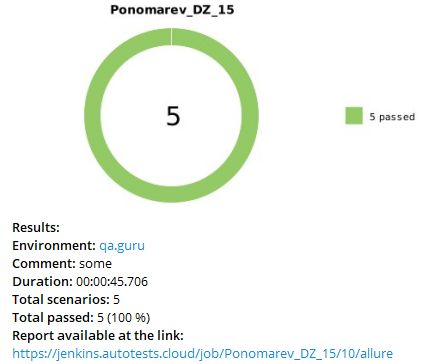 Ponomarev_DZ_15
5
5 passed
Results:
Environment: qa.guru
Comment: some
Duration: 00:00:45.706
Total scenarios: 5
Total passed: 5 (100 %)
Report available at the link:
https://jenkins.autotests.cloud/job/Ponomarev_DZ_15/10/allure